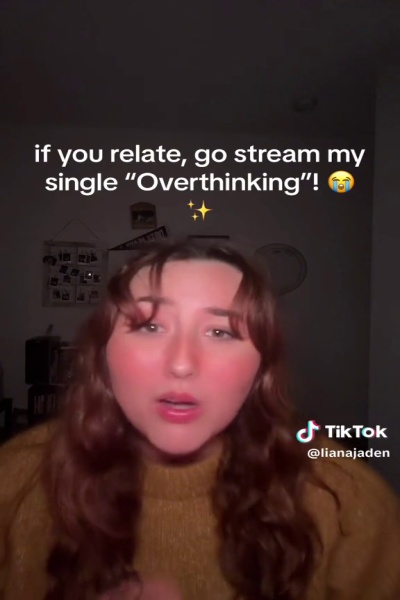 if you relate, go stream my
single “Overthinking”! 😭
✨
TikTok
@lianajaden